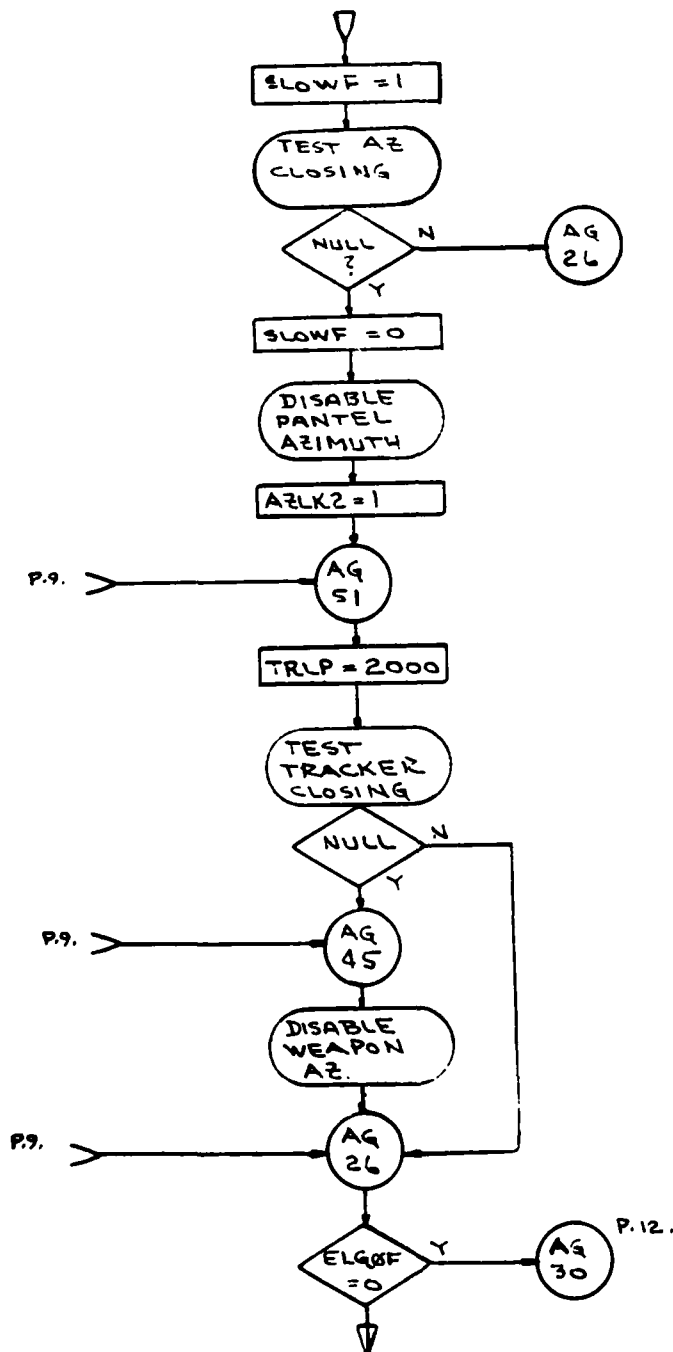 SLOWF = 1
TEST AZ
CLOSING
NULL
?
N
AG
26
Y
SLOWF = 0
DISABLE
PANTEL
AZIMUTH
AZLK2 = 1
P.9.
AG
51
TRLP = 2000
TEST
TRACKER
CLOSING
NULL
N
Y
P.9.
AG
45
DISABLE
WEAPON
AZ.
P.9.
AG
26
ELGØF
=0
Y
AG
30
P.12.